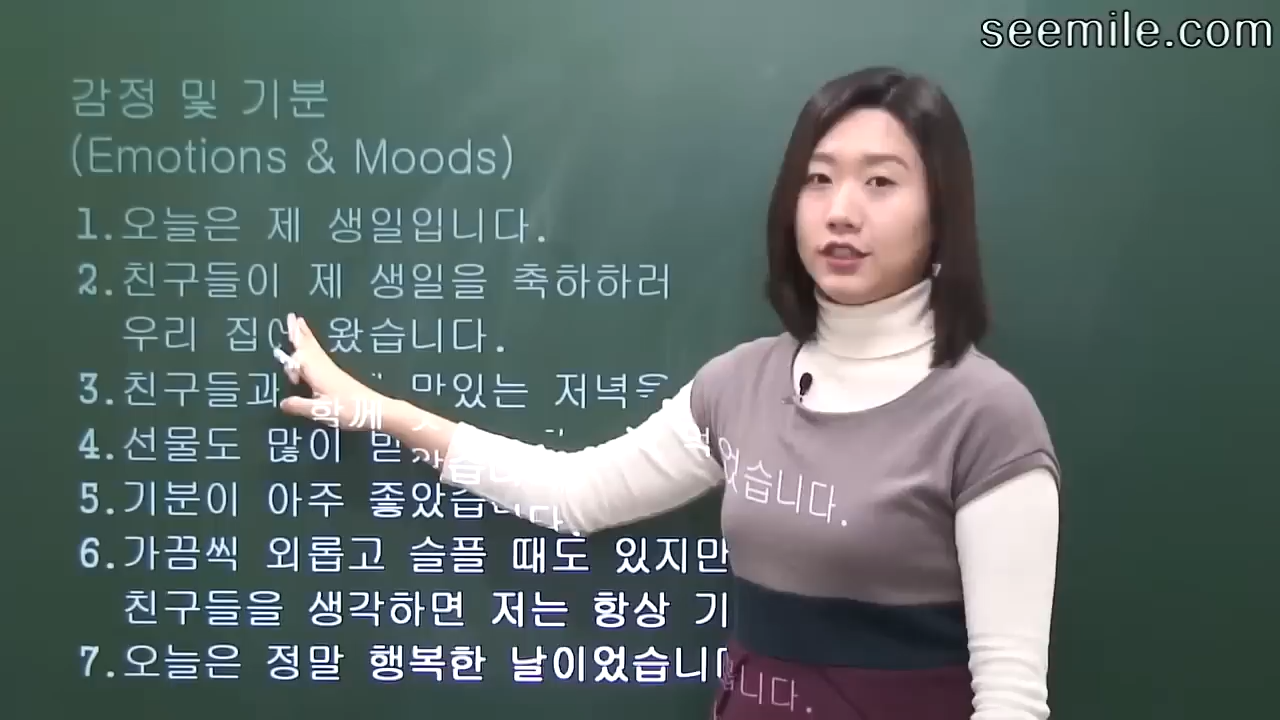 seemile.com
감정 및 기분
(Emotions & Moods)
1.오늘은 제 생일입니다.
2.친구들이 제 생일을 축하하러
우리 집에 왔습니다.
3.친구들과 함께 맛있는 저녁을 먹었습니다.
4.선물도 많이 받았습니다.
5.기분이 아주 좋았습니다.
6.가끔씩 외롭고 슬플 때도 있지만
친구들을 생각하면 저는 항상 기
7.오늘은 정말 행복한 날이었습니다.